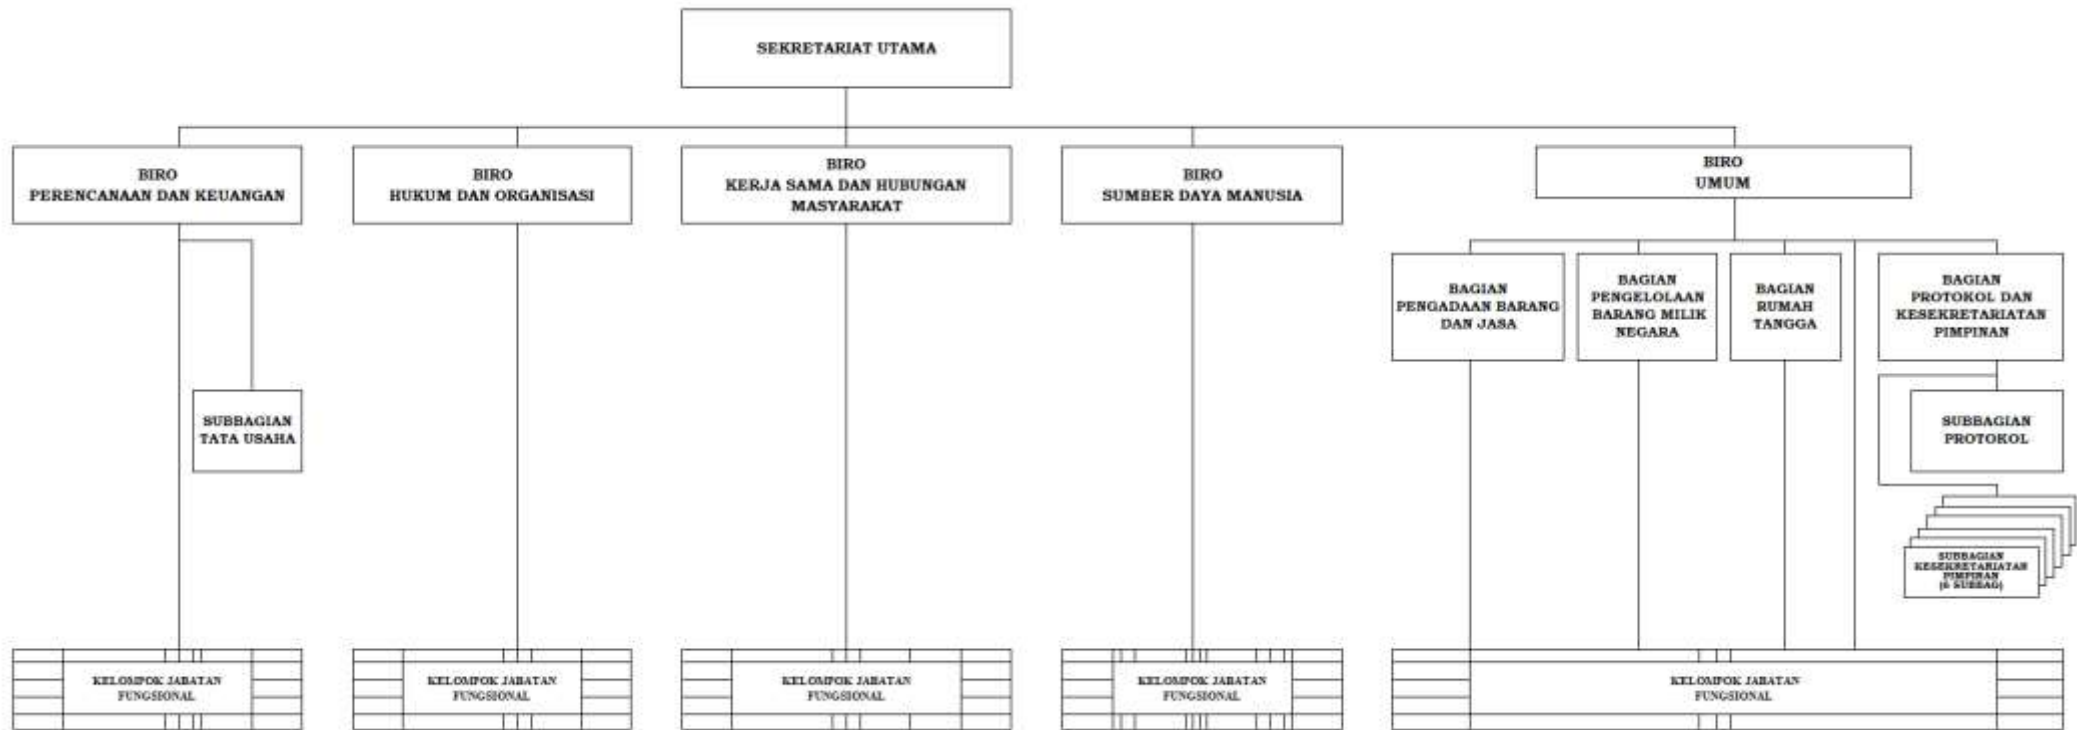 SEKRETARIAT UTAMA
BIRO
PERENCANAAN DAN KEUANGAN
BIRO
HUKUM DAN ORGANISASI
BIRO
KERJA SAMA DAN HUBUNGAN
MASYARAKAT
BIRO
SUMBER DAYA MANUSIA
BIRO
UMUM
BAGIAN
PENGADAAN BARANG
DAN JASA
BAGIAN
PENGELOLAAN
BARANG MILIK
NEGARA
BAGIAN
RUMAH
TANGGA
BAGIAN
PROTOKOL DAN
KESEKRETARIATAN
PIMPINAN
SUBBAGIAN
TATA USAHA
SUBBAGIAN
PROTOKOL
SUBBAGIAN
KESEKRETARIATAN
PIMPINAN
(6 SUBBAG)
KELOMPOK JABATAN
FUNGSIONAL
KELOMPOK JABATAN
FUNGSIONAL
KELOMPOK JABATAN
FUNGSIONAL
KELOMPOK JABATAN
FUNGSIONAL
KELOMPOK JABATAN
FUNGSIONAL